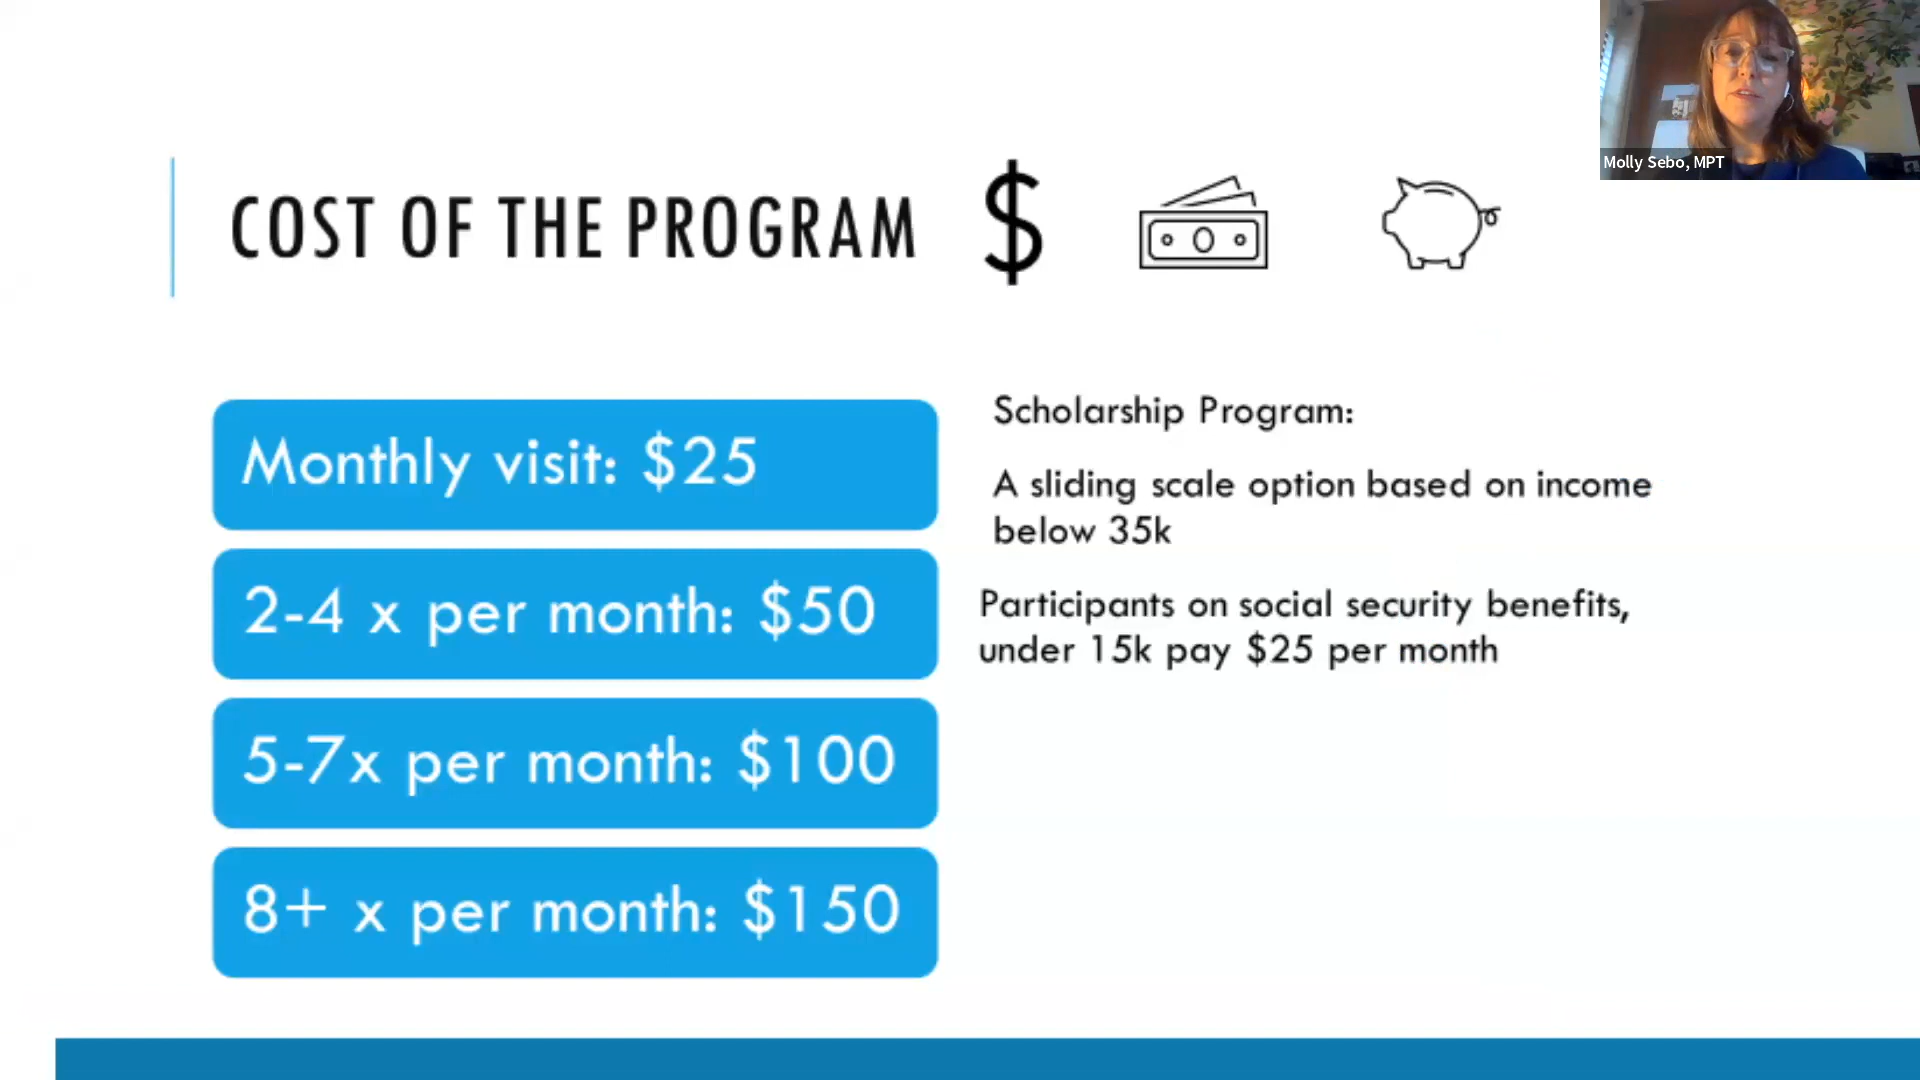 Molly Sebo, MPT
COST OF THE PROGRAM $
Monthly visit: $25
2-4 x per month: $50
5-7x per month: $100
8+ x per month: $150
Scholarship Program:
A sliding scale option based on income
below 35k
Participants on social security benefits,
under 15k pay $25 per month